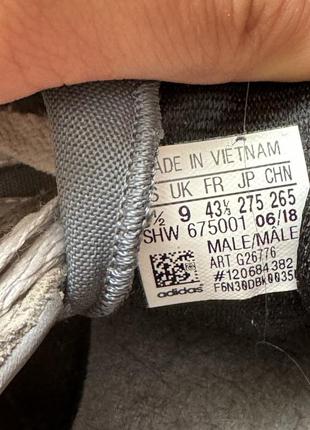 MADE IN VIETNAM
UK FR JP CHN
½ 9 43⅓ 275 265
SHW 675001 06/18
MALE/MÂLE
ART G26776
#120684382
adidas F6N30DBK0035